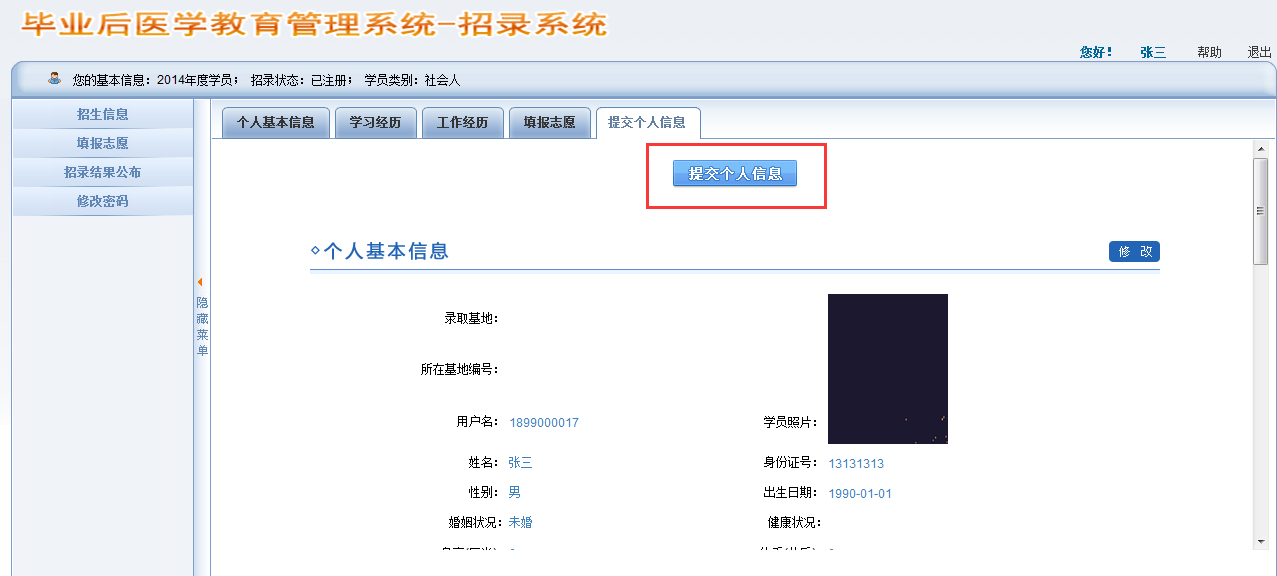 毕业后医学教育管理系统-招录系统
您好! 张三 帮助 退出
您的基本信息: 2014年度学员; 招录状态: 已注册; 学员类别: 社会人
招生信息
填报志愿
招录结果公布
修改密码
隐藏菜单
个人基本信息 学习经历 工作经历 填报志愿 提交个人信息
提交个人信息
个人基本信息 修 改
录取基地:
所在基地编号:
用户名: 1899000017 学员照片:
姓名: 张三 身份证号: 13131313
性别: 男 出生日期: 1990-01-01
婚姻状况: 未婚 健康状况: